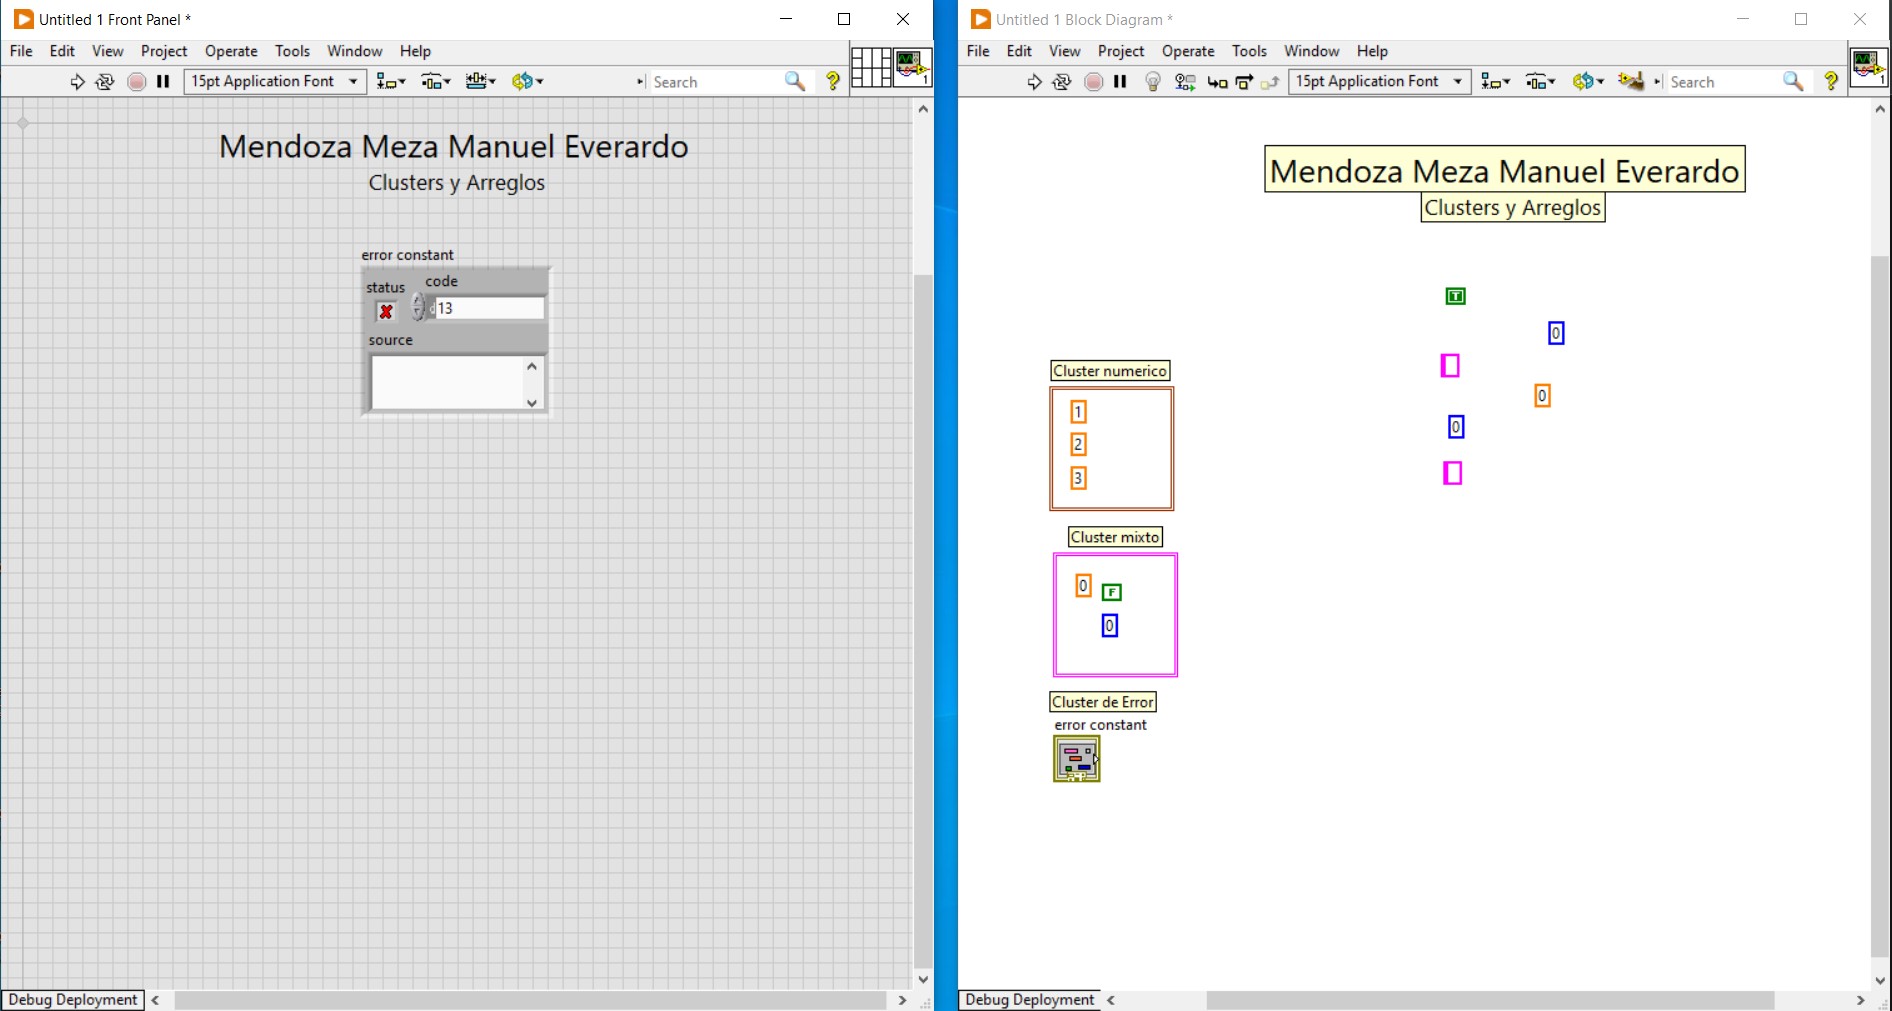 Untitled 1 Front Panel *
File Edit View Project Operate Tools Window Help
15pt Application Font
Search
1
Mendoza Meza Manuel Everardo
Clusters y Arreglos
error constant
status
code
d
13
source
Debug Deployment
Untitled 1 Block Diagram *
File Edit View Project Operate Tools Window Help
15pt Application Font
Search
1
Mendoza Meza Manuel Everardo
Clusters y Arreglos
T
0
0
0
Cluster numerico
1
2
3
Cluster mixto
0
F
0
Cluster de Error
error constant
Debug Deployment